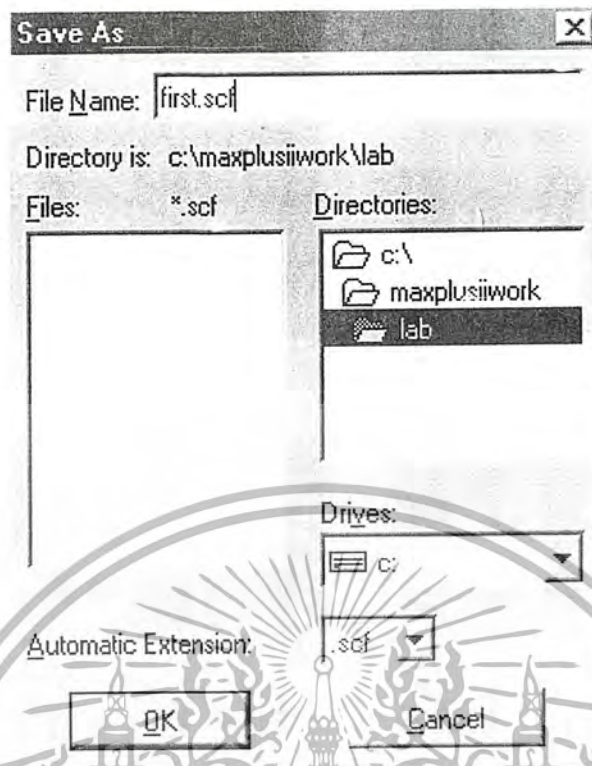 Save As
File Name: first.scf
Directory is: c:\maxplusiiwork\lab
Files: *.scf
Directories:
c:\
maxplusiiwork
lab
Drives:
c:
Automatic Extension: .scf
OK Cancel